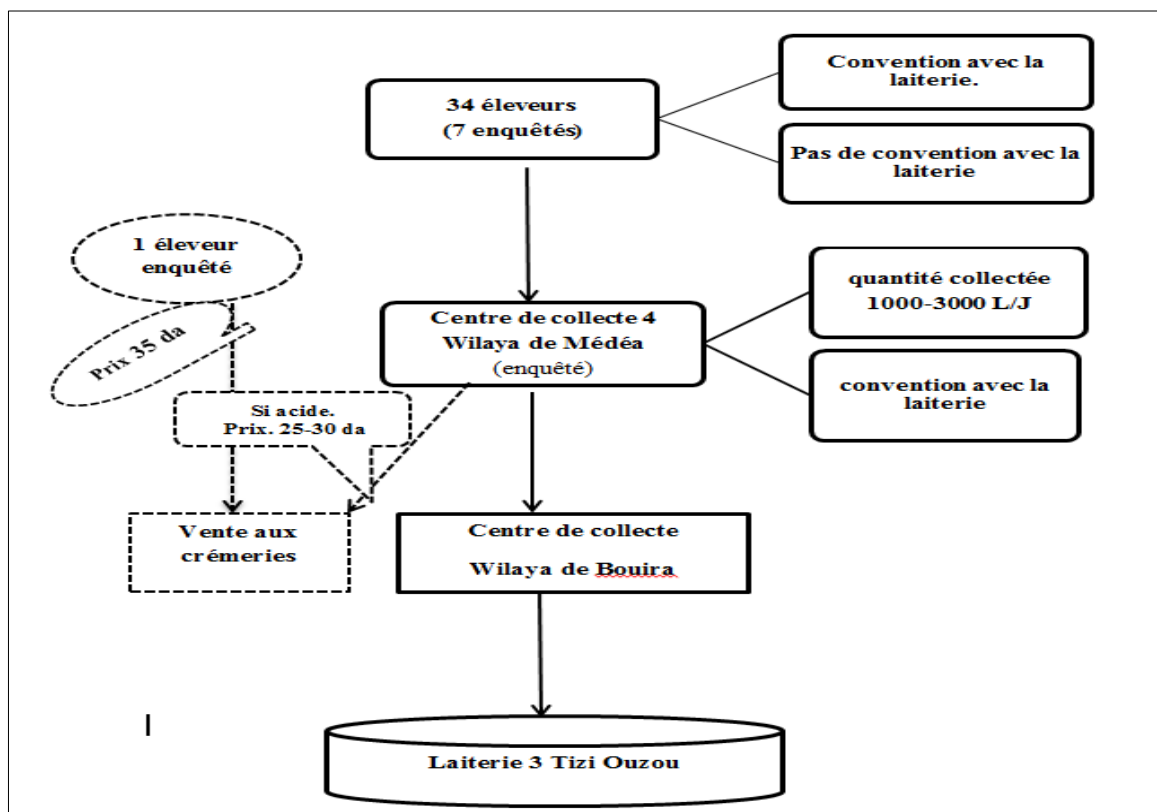 34 éleveurs
(7 enquêtés)
Convention avec la
laiterie.
Pas de convention avec la
laiterie
1 éleveur
enquêté
Prix 35 da
Centre de collecte 4
Wilaya de Médéa
(enquêté)
quantité collectée
1000-3000 L/J
convention avec la
laiterie
Si acide.
Prix. 25-30 da
Vente aux
crémeries
Centre de collecte
Wilaya de Bouira
Laiterie 3 Tizi Ouzou